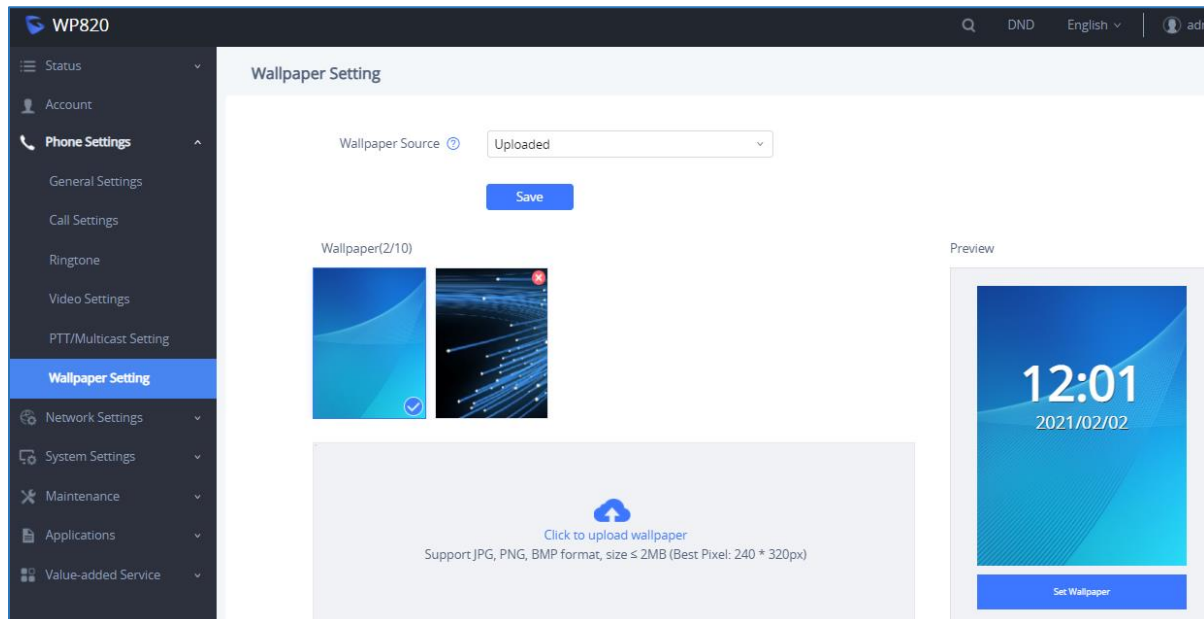 WP820
DND English adm
Status
Account
Phone Settings
General Settings
Call Settings
Ringtone
Video Settings
PTT/Multicast Setting
Wallpaper Setting
Network Settings
System Settings
Maintenance
Applications
Value-added Service
Wallpaper Setting
Wallpaper Source ?
Uploaded
Save
Wallpaper(2/10)
Click to upload wallpaper
Support JPG, PNG, BMP format, size ≤ 2MB (Best Pixel: 240 * 320px)
Preview
12:01
2021/02/02
Set Wallpaper